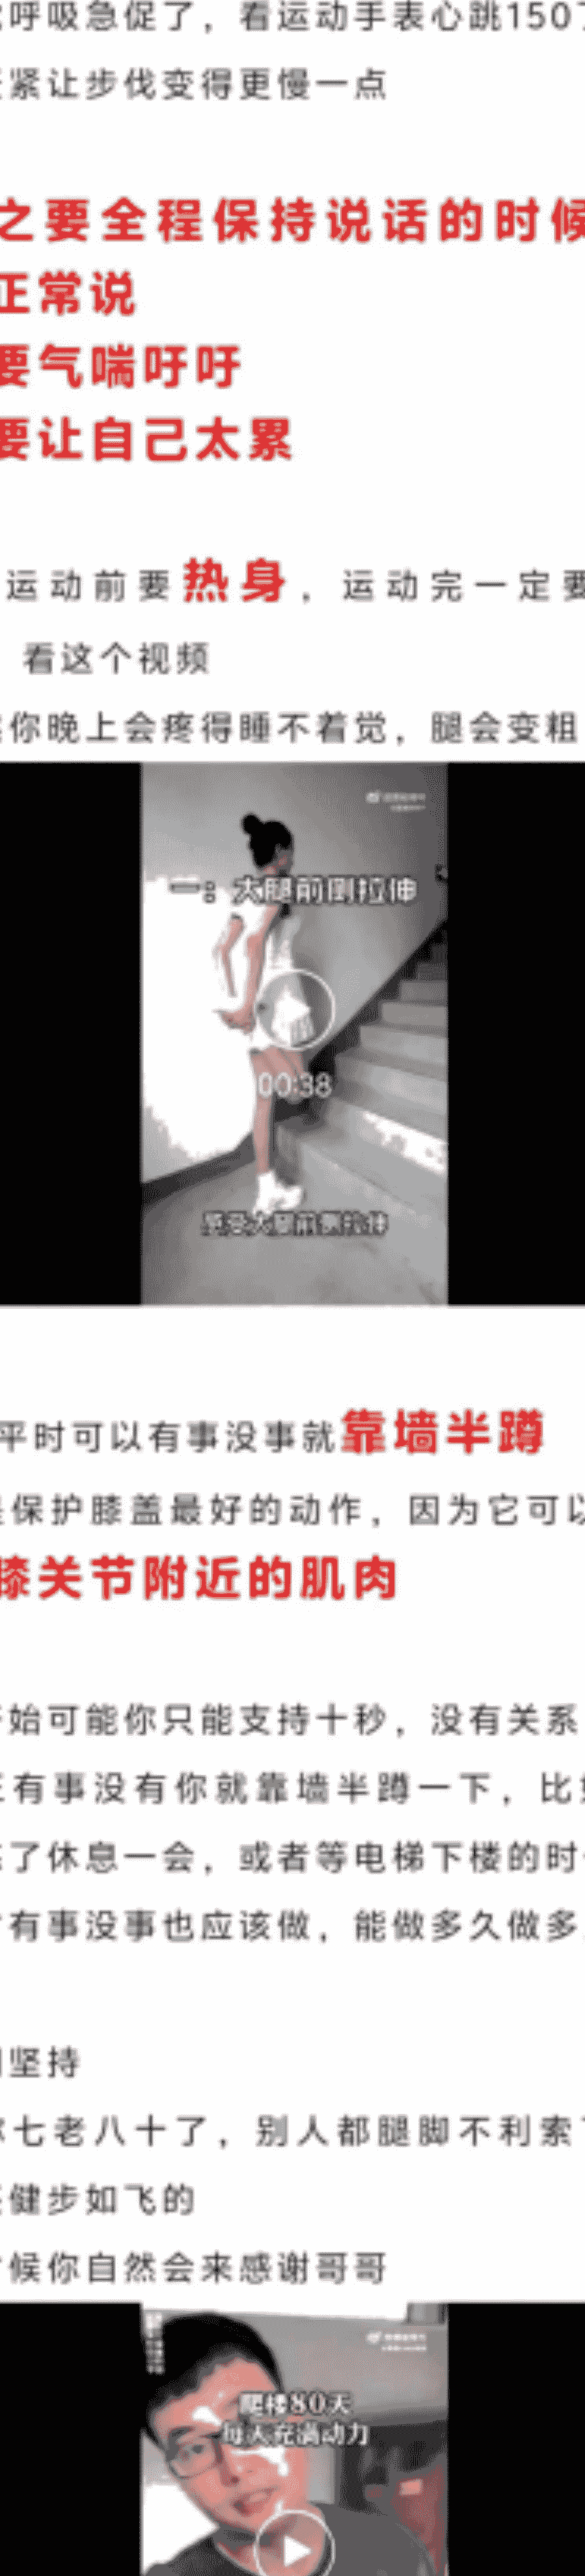 呼吸急促了，看运动手表心跳150
紧让步伐变得更慢一点
之要全程保持说话的时候
正常说
要气喘吁吁
要让自己太累
运动前要热身，运动完一定要
看这个视频
你晚上会疼得睡不着觉，腿会变粗
一：大腿前侧拉伸
00:38
感受大腿前侧拉伸
平时可以有事没事就靠墙半蹲
保护膝盖最好的动作，因为它可以
膝关节附近的肌肉
始可能你只能支持十秒，没有关系
有事没有你就靠墙半蹲一下，比
了休息一会，或者等电梯下楼的时
有事没事也应该做，能做多久做多
坚持
七老八十了，别人都腿脚不利索
健步如飞的
候你自然会来感谢哥哥
爬楼80天
每天充满动力